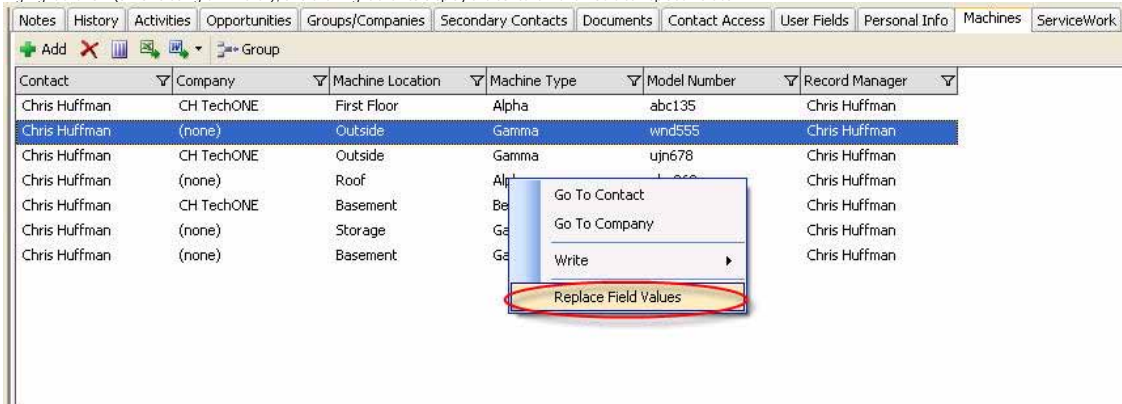 Notes History Activities Opportunities Groups/Companies Secondary Contacts Documents Contact Access User Fields Personal Info Machines ServiceWork
Add Group
Contact Company Machine Location Machine Type Model Number Record Manager
Chris Huffman CH TechONE First Floor Alpha abc135 Chris Huffman
Chris Huffman (none) Outside Gamma wnd555 Chris Huffman
Chris Huffman CH TechONE Outside Gamma ujn678 Chris Huffman
Chris Huffman (none) Roof Chris Huffman
Chris Huffman CH TechONE Basement Be Chris Huffman
Chris Huffman (none) Storage Ga Chris Huffman
Chris Huffman (none) Basement Ga Chris Huffman
Go To Contact
Go To Company
Write
Replace Field Values